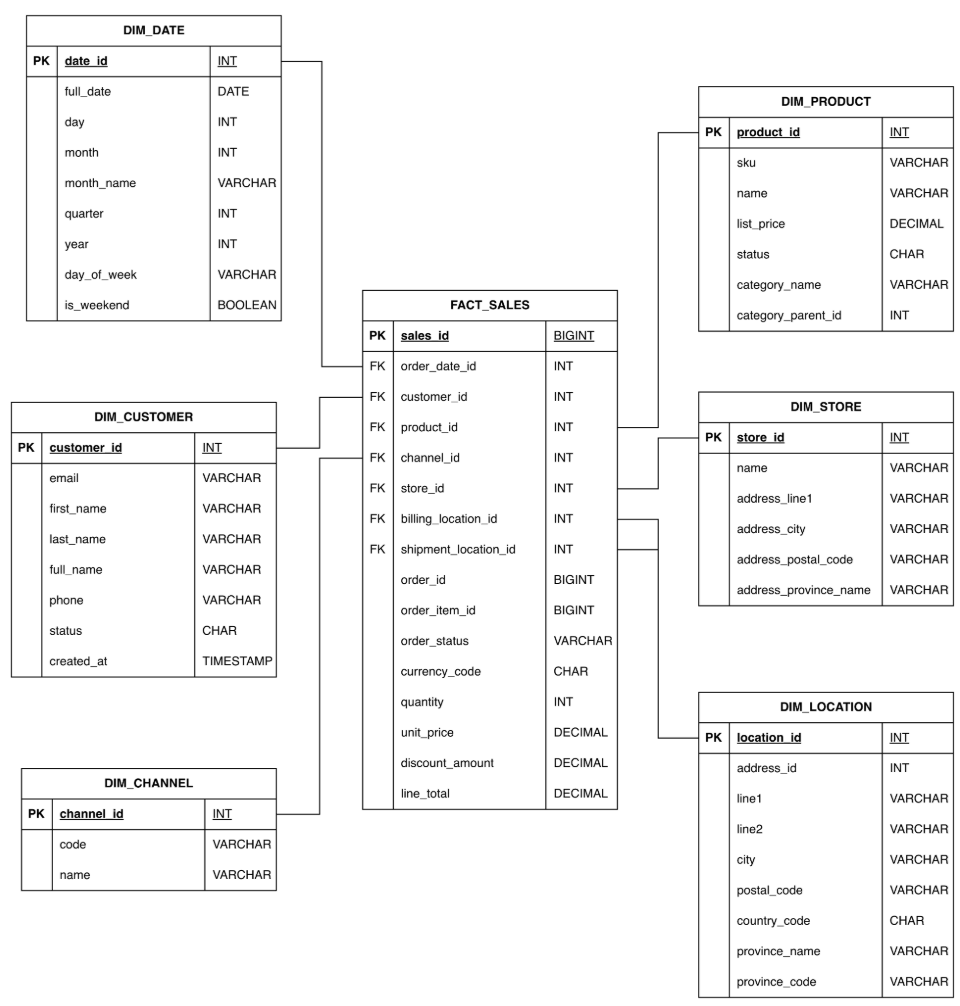 DIM_DATE
PK date_id INT
full_date DATE
day INT
month INT
month_name VARCHAR
quarter INT
year INT
day_of_week VARCHAR
is_weekend BOOLEAN
DIM_CUSTOMER
PK customer_id INT
email VARCHAR
first_name VARCHAR
last_name VARCHAR
full_name VARCHAR
phone VARCHAR
status CHAR
created_at TIMESTAMP
DIM_CHANNEL
PK channel_id INT
code VARCHAR
name VARCHAR
FACT_SALES
PK sales_id BIGINT
FK order_date_id INT
FK customer_id INT
FK product_id INT
FK channel_id INT
FK store_id INT
FK billing_location_id INT
FK shipment_location_id INT
order_id BIGINT
order_item_id BIGINT
order_status VARCHAR
currency_code CHAR
quantity INT
unit_price DECIMAL
discount_amount DECIMAL
line_total DECIMAL
DIM_PRODUCT
PK product_id INT
sku VARCHAR
name VARCHAR
list_price DECIMAL
status CHAR
category_name VARCHAR
category_parent_id INT
DIM_STORE
PK store_id INT
name VARCHAR
address_line1 VARCHAR
address_city VARCHAR
address_postal_code VARCHAR
address_province_name VARCHAR
DIM_LOCATION
PK location_id INT
address_id INT
line1 VARCHAR
line2 VARCHAR
city VARCHAR
postal_code VARCHAR
country_code CHAR
province_name VARCHAR
province_code VARCHAR